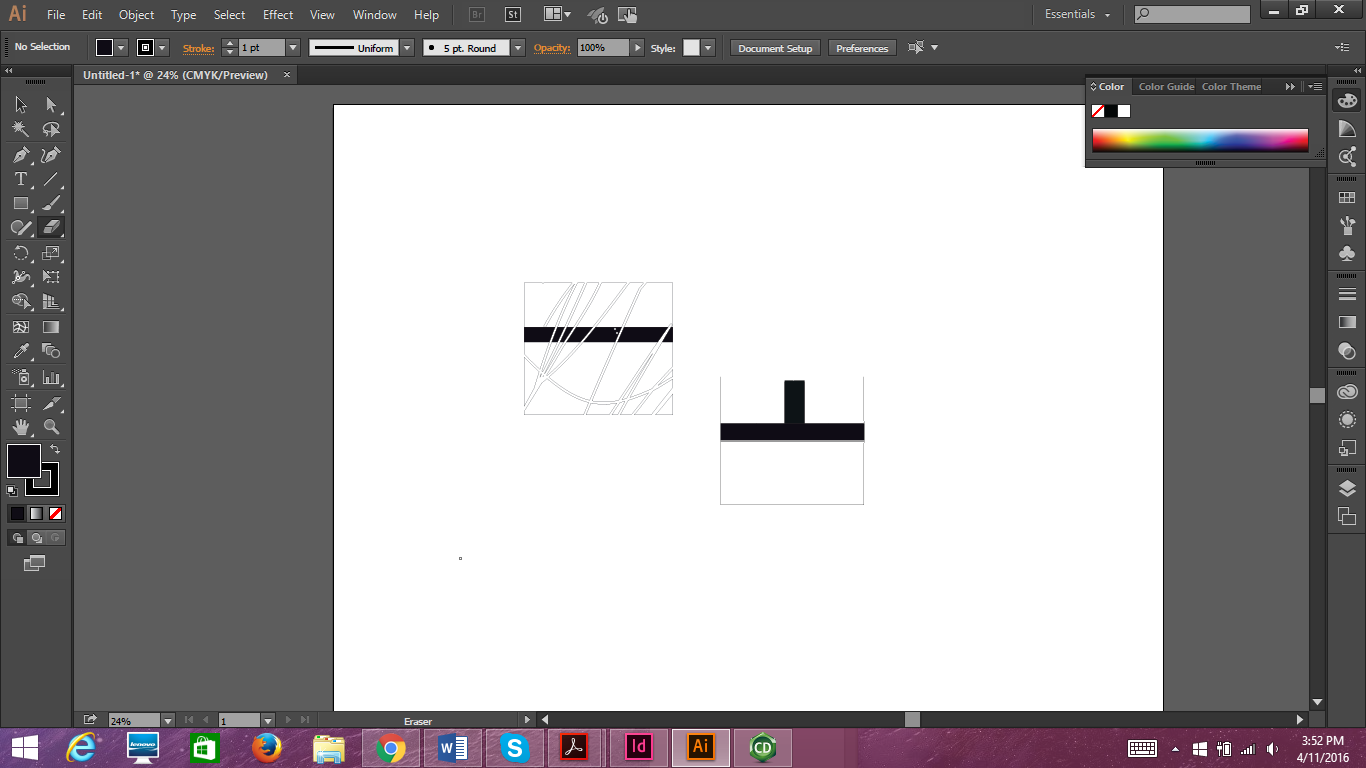 Ai File Edit Object Type Select Effect View Window Help Br St Essentials
No Selection Stroke: 1 pt Uniform 5 pt. Round Opacity: 100% Style: Document Setup Preferences
Untitled-1* @ 24% (CMYK/Preview) ×
Color Color Guide Color Theme
T
24% 1 Eraser
lenovo W S Id Ai CD 3:52 PM
4/11/2016